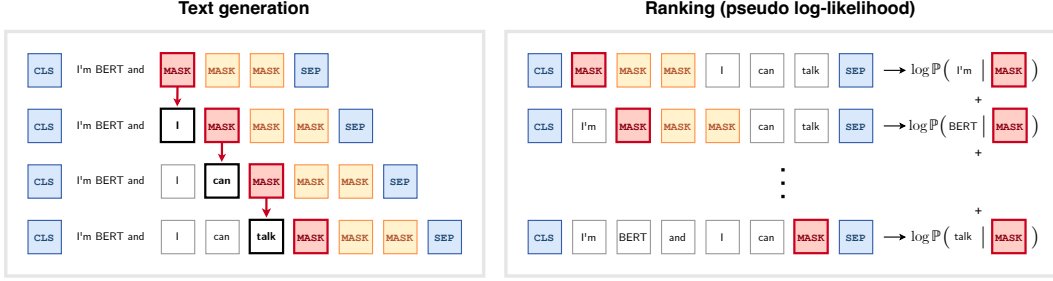 Text generation
CLS I'm BERT and MASK MASK MASK SEP
CLS I'm BERT and I MASK MASK MASK SEP
CLS I'm BERT and I can MASK MASK MASK SEP
CLS I'm BERT and I can talk MASK MASK MASK SEP
Ranking (pseudo log-likelihood)
CLS MASK MASK MASK I can talk SEP → log ℙ( I'm | MASK )
+
CLS I'm MASK MASK MASK can talk SEP → log ℙ( BERT | MASK )
+
⋮
+
CLS I'm BERT and I can MASK SEP → log ℙ( talk | MASK )